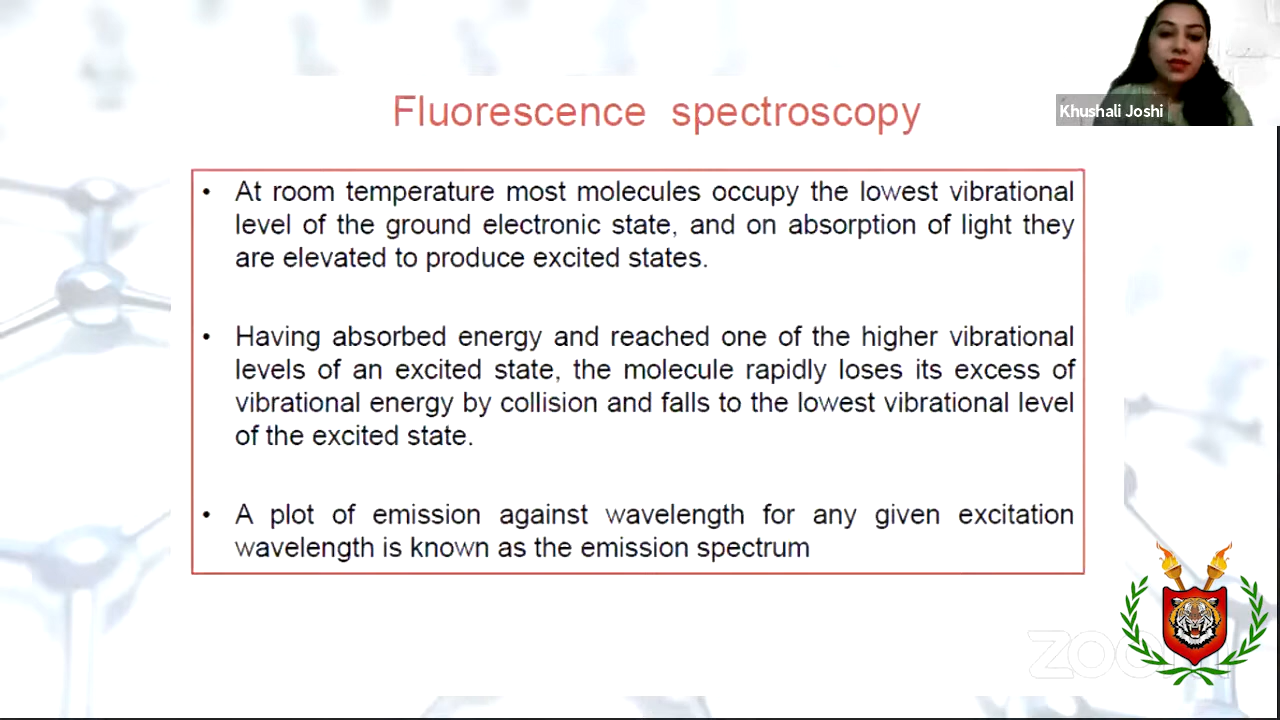 Fluorescence spectroscopy
Khushali Joshi
• At room temperature most molecules occupy the lowest vibrational
level of the ground electronic state, and on absorption of light they
are elevated to produce excited states.
• Having absorbed energy and reached one of the higher vibrational
levels of an excited state, the molecule rapidly loses its excess of
vibrational energy by collision and falls to the lowest vibrational level
of the excited state.
• A plot of emission against wavelength for any given excitation
wavelength is known as the emission spectrum
zoom